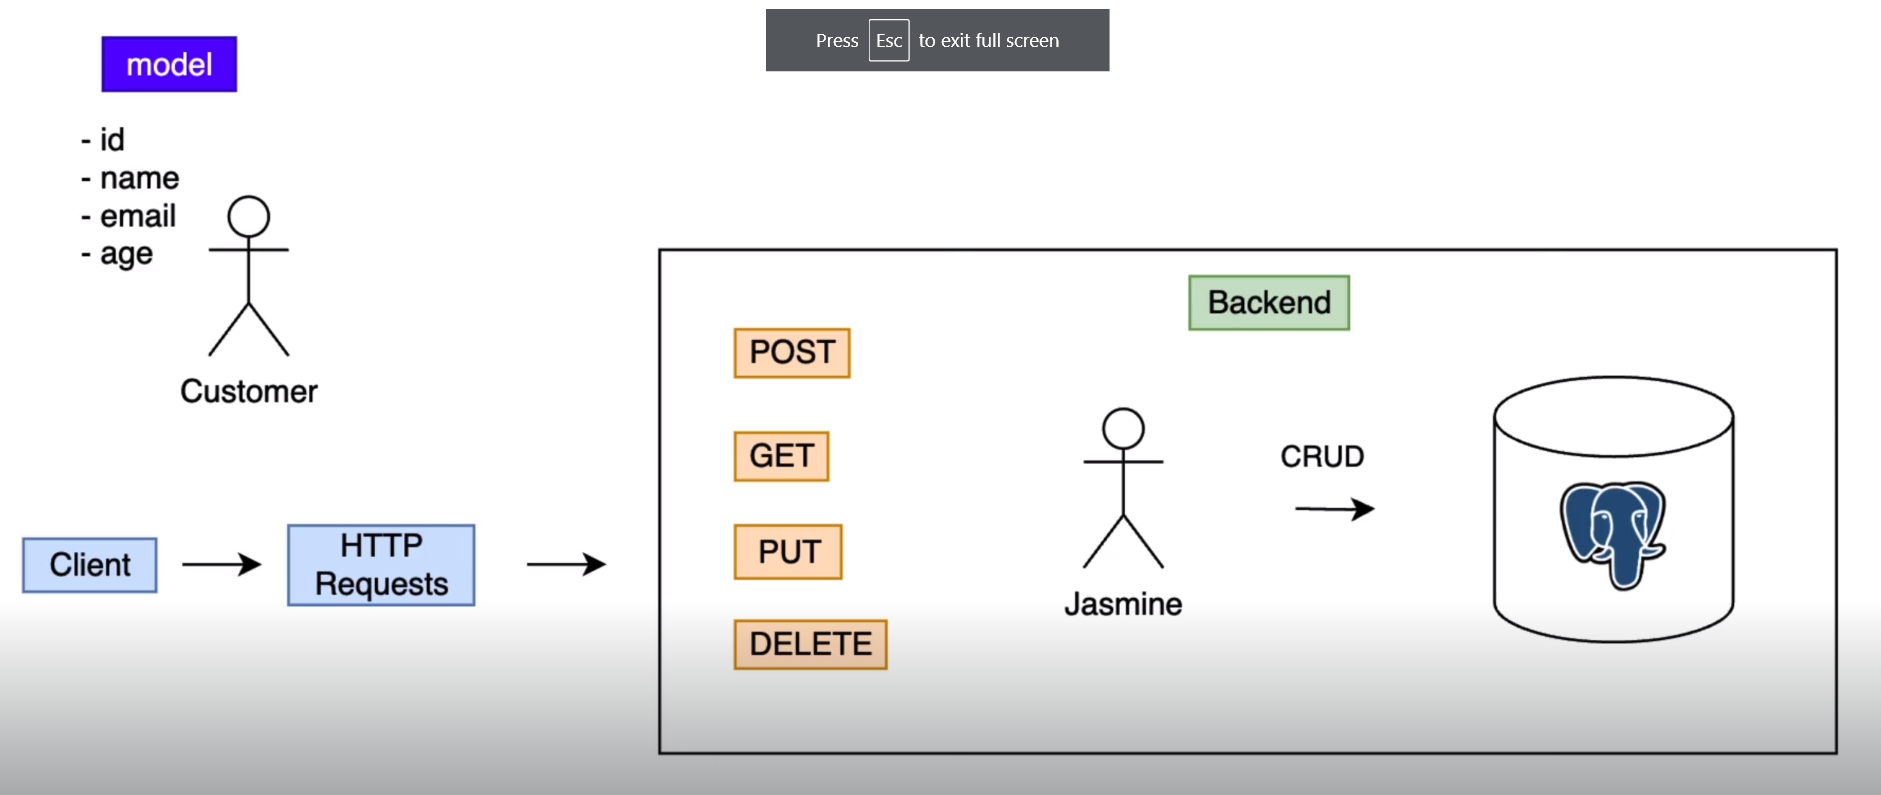 Press Esc to exit full screen
model
- id
- name
- email
- age
Customer
Client
HTTP
Requests
Backend
POST
GET
PUT
DELETE
Jasmine
CRUD